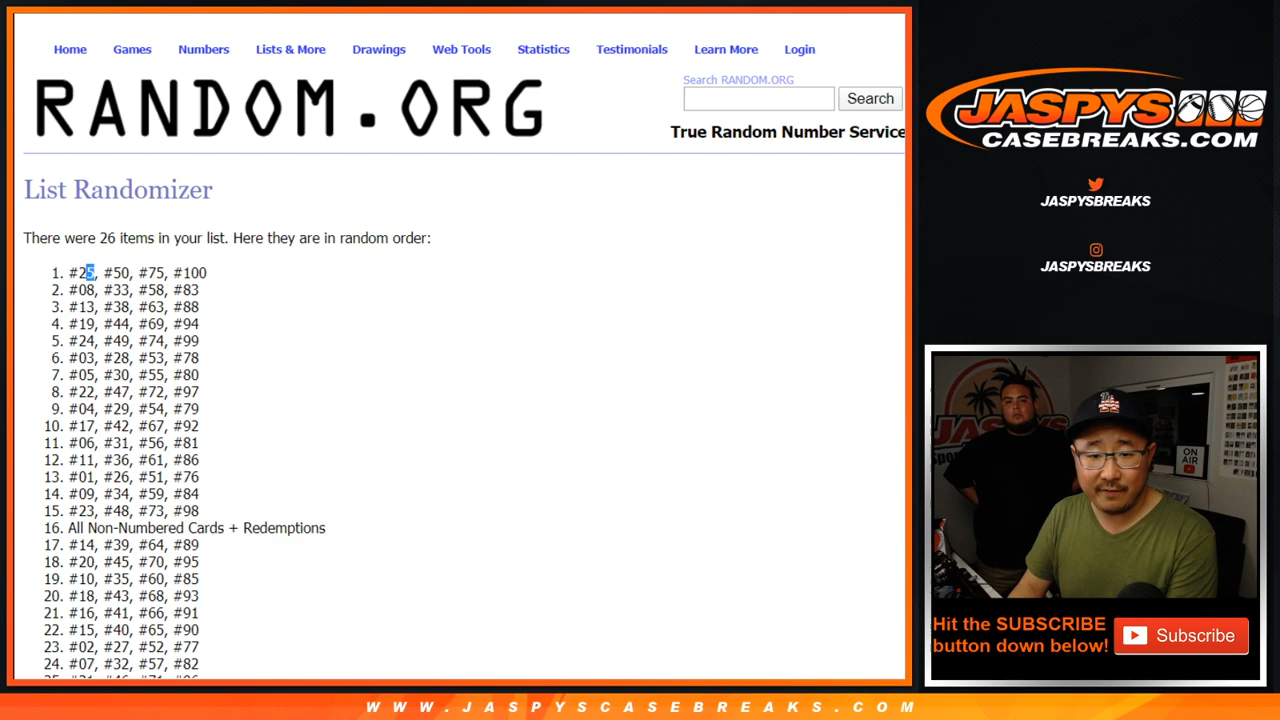 Home Games Numbers Lists & More Drawings Web Tools Statistics Testimonials Learn More Login
RANDOM.ORG
Search RANDOM.ORG
Search
True Random Number Service
List Randomizer
There were 26 items in your list. Here they are in random order:
1. #25, #50, #75, #100
2. #08, #33, #58, #83
3. #13, #38, #63, #88
4. #19, #44, #69, #94
5. #24, #49, #74, #99
6. #03, #28, #53, #78
7. #05, #30, #55, #80
8. #22, #47, #72, #97
9. #04, #29, #54, #79
10. #17, #42, #67, #92
11. #06, #31, #56, #81
12. #11, #36, #61, #86
13. #01, #26, #51, #76
14. #09, #34, #59, #84
15. #23, #48, #73, #98
16. All Non-Numbered Cards + Redemptions
17. #14, #39, #64, #89
18. #20, #45, #70, #95
19. #10, #35, #60, #85
20. #18, #43, #68, #93
21. #16, #41, #66, #91
22. #15, #40, #65, #90
23. #02, #27, #52, #77
24. #07, #32, #57, #82
JASPYS
CASEBREAKS.COM
JASPYSBREAKS
JASPYSBREAKS
JASPYS
ON
AIR
Hit the SUBSCRIBE
button down below!
Subscribe
WWW.JASPYSCASEBREAKS.COM